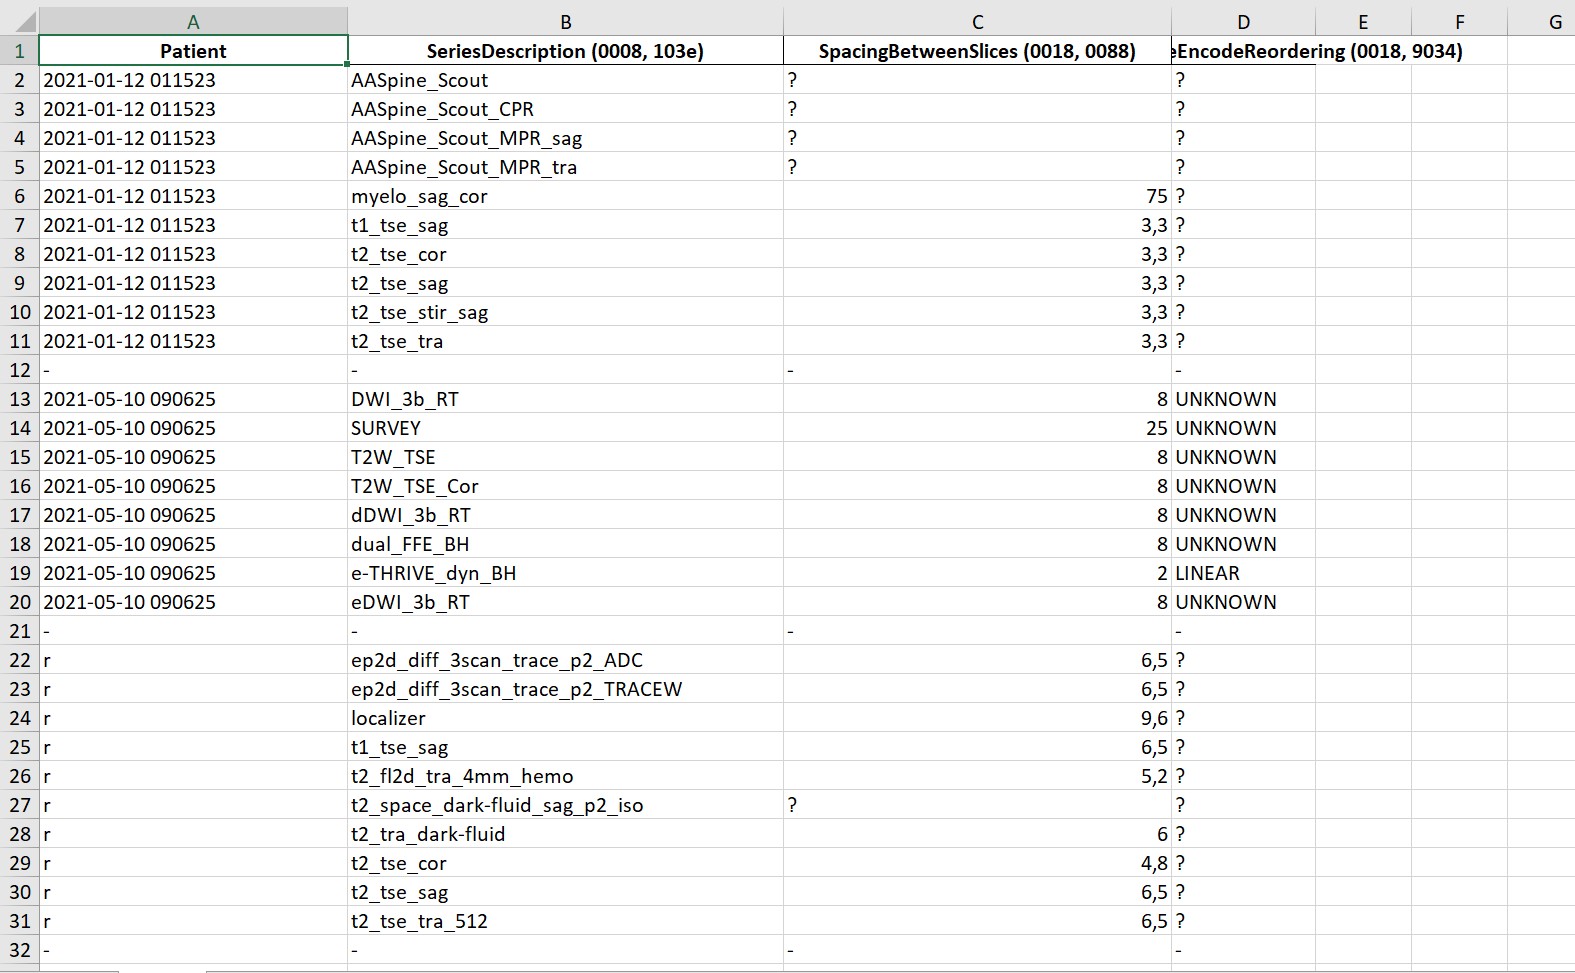 A B C D E F G
1 Patient SeriesDescription (0008, 103e) SpacingBetweenSlices (0018, 0088) eEncodeReordering (0018, 9034)
2 2021-01-12 011523 AASpine_Scout ? ?
3 2021-01-12 011523 AASpine_Scout_CPR ? ?
4 2021-01-12 011523 AASpine_Scout_MPR_sag ? ?
5 2021-01-12 011523 AASpine_Scout_MPR_tra ? ?
6 2021-01-12 011523 myelo_sag_cor 75 ?
7 2021-01-12 011523 t1_tse_sag 3,3 ?
8 2021-01-12 011523 t2_tse_cor 3,3 ?
9 2021-01-12 011523 t2_tse_sag 3,3 ?
10 2021-01-12 011523 t2_tse_stir_sag 3,3 ?
11 2021-01-12 011523 t2_tse_tra 3,3 ?
12 - - - -
13 2021-05-10 090625 DWI_3b_RT 8 UNKNOWN
14 2021-05-10 090625 SURVEY 25 UNKNOWN
15 2021-05-10 090625 T2W_TSE 8 UNKNOWN
16 2021-05-10 090625 T2W_TSE_Cor 8 UNKNOWN
17 2021-05-10 090625 dDWI_3b_RT 8 UNKNOWN
18 2021-05-10 090625 dual_FFE_BH 8 UNKNOWN
19 2021-05-10 090625 e-THRIVE_dyn_BH 2 LINEAR
20 2021-05-10 090625 eDWI_3b_RT 8 UNKNOWN
21 - - - -
22 r ep2d_diff_3scan_trace_p2_ADC 6,5 ?
23 r ep2d_diff_3scan_trace_p2_TRACEW 6,5 ?
24 r localizer 9,6 ?
25 r t1_tse_sag 6,5 ?
26 r t2_fl2d_tra_4mm_hemo 5,2 ?
27 r t2_space_dark-fluid_sag_p2_iso ? ?
28 r t2_tra_dark-fluid 6 ?
29 r t2_tse_cor 4,8 ?
30 r t2_tse_sag 6,5 ?
31 r t2_tse_tra_512 6,5 ?
32 - - - -